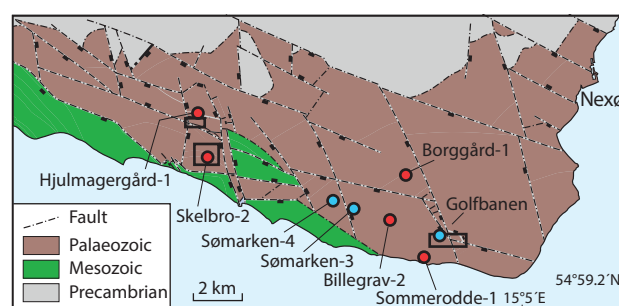 Nexø
Borggård-1
Hjulmagergård-1
Golfbanen
Skelbro-2
Fault
Sømarken-4
Palaeozoic
Sømarken-3
Mesozoic
Billegrav-2
54°59.2´N
Precambrian
2 km
Sommerodde-1
15°5´E